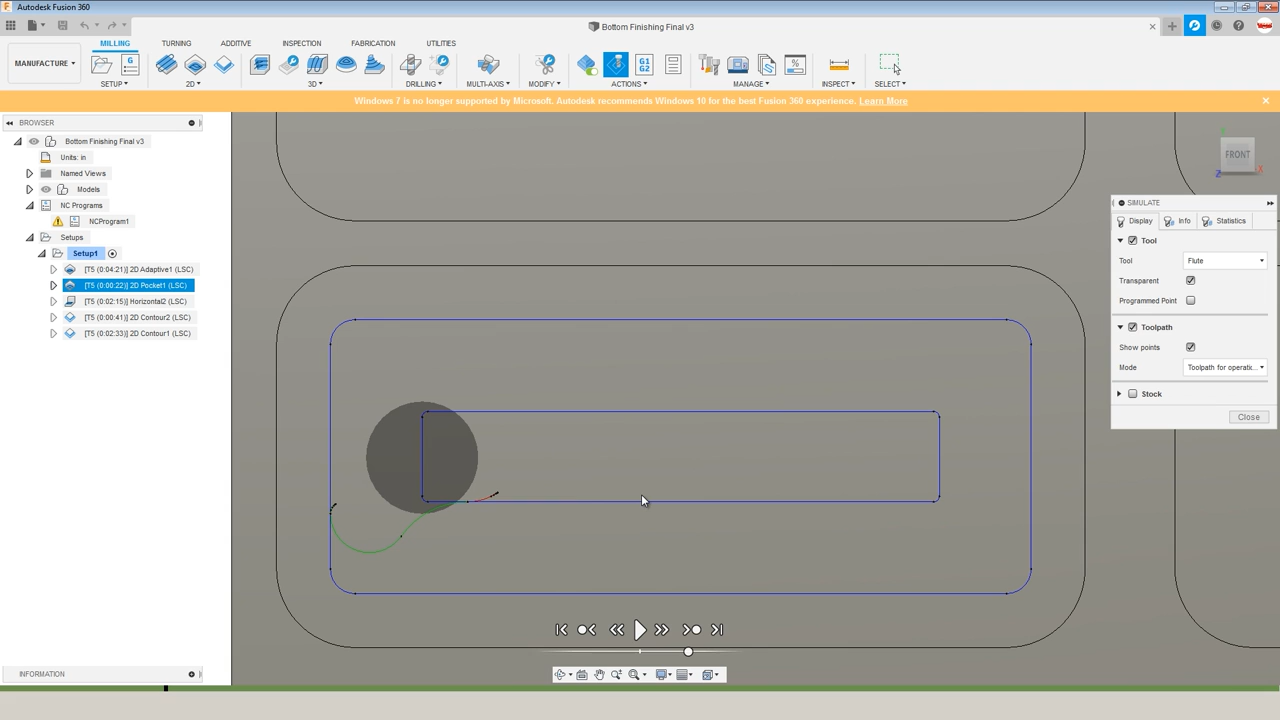 Autodesk Fusion 360
Bottom Finishing Final v3
MILLING TURNING ADDITIVE INSPECTION FABRICATION UTILITIES
MANUFACTURE
G1
G2
SETUP 2D 3D DRILLING MULTI-AXIS MODIFY ACTIONS MANAGE INSPECT SELECT
Windows 7 is no longer supported by Microsoft. Autodesk recommends Windows 10 for the best Fusion 360 experience. Learn More
BROWSER
Bottom Finishing Final v3
Units: in
Named Views
Models
NC Programs
NCProgram1
Setups
Setup1
[T5 (0:04:21)] 2D Adaptive1 (LSC)
[T5 (0:00:22)] 2D Pocket1 (LSC)
[T5 (0:02:15)] Horizontal2 (LSC)
[T5 (0:00:41)] 2D Contour2 (LSC)
[T5 (0:02:33)] 2D Contour1 (LSC)
FRONT
Z X
SIMULATE
Display Info Statistics
Tool
Tool Flute
Transparent
Programmed Point
Toolpath
Show points
Mode Toolpath for operati...
Stock
Close
INFORMATION